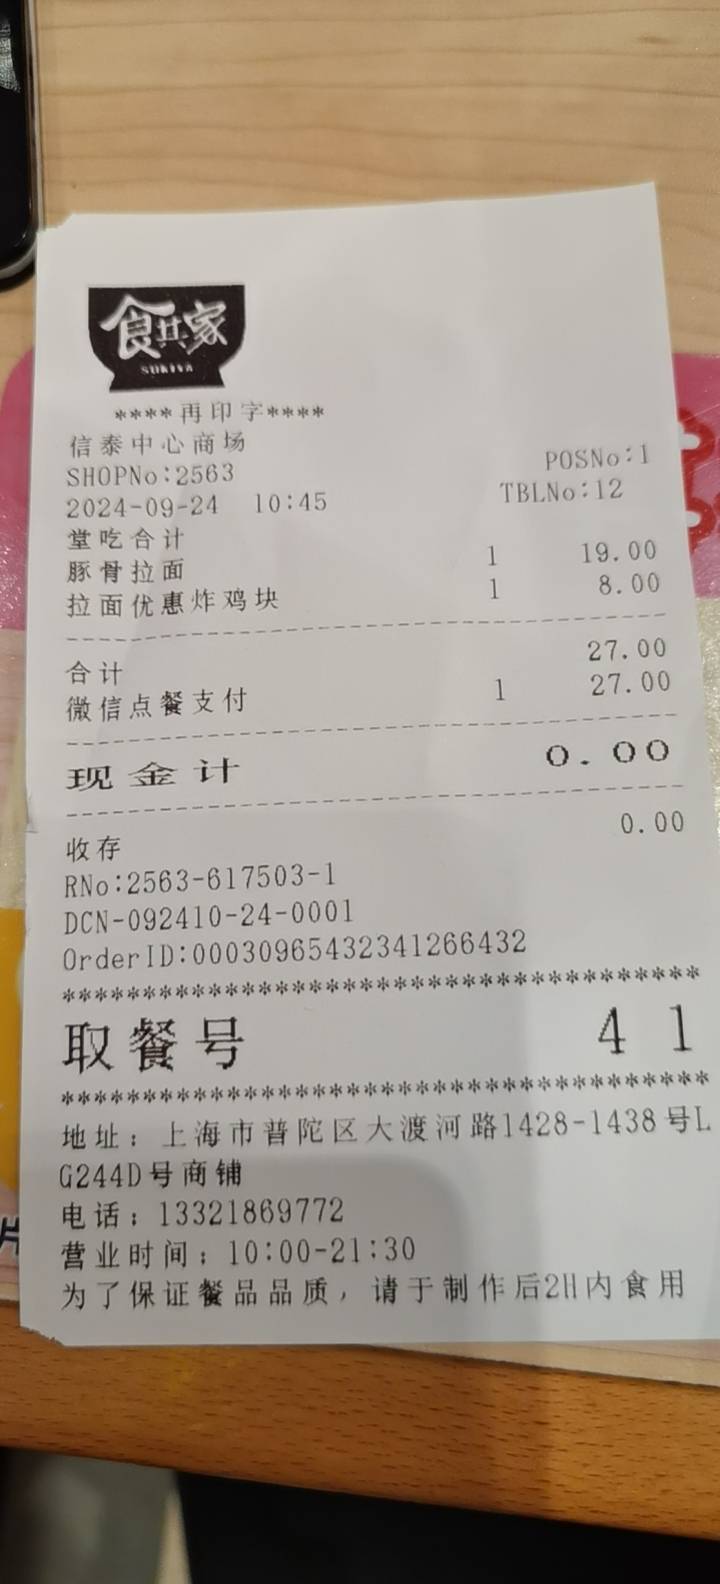 食其家
SUKIYA
****再印字****
信泰中心商场
SHOPNo:2563 POSNo:1
2024-09-24 10:45 TBLNo:12
堂吃合计
豚骨拉面 1 19.00
拉面优惠炸鸡块 1 8.00
合计 27.00
微信点餐支付 1 27.00
现金计 0.00
收存 0.00
RNo:2563-617503-1
DCN-092410-24-0001
OrderID:00030965432341266432
****************************************
取餐号 41
****************************************
地址：上海市普陀区大渡河路1428-1438号L
G244D号商铺
电话：13321869772
营业时间：10:00-21:30
为了保证餐品品质，请于制作后2H内食用